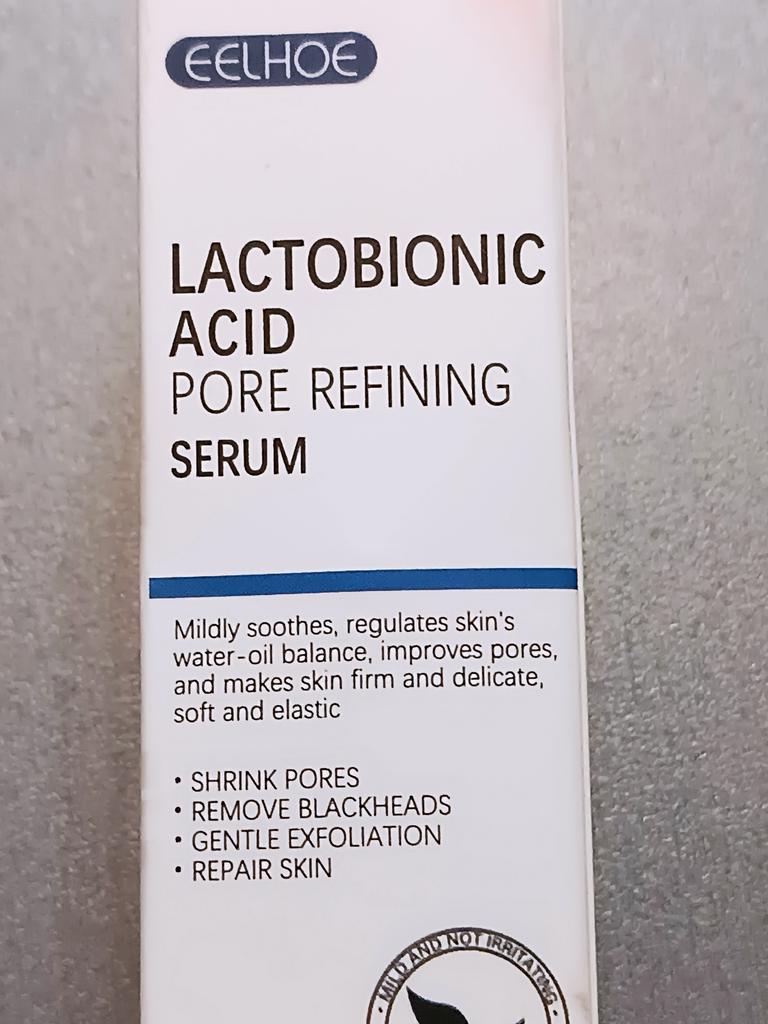 EELHOE
LACTOBIONIC
ACID
PORE REFINING
SERUM
Mildly soothes, regulates skin's
water-oil balance, improves pores,
and makes skin firm and delicate,
soft and elastic
• SHRINK PORES
• REMOVE BLACKHEADS
• GENTLE EXFOLIATION
• REPAIR SKIN
• MILD AND NOT IRRITATING •